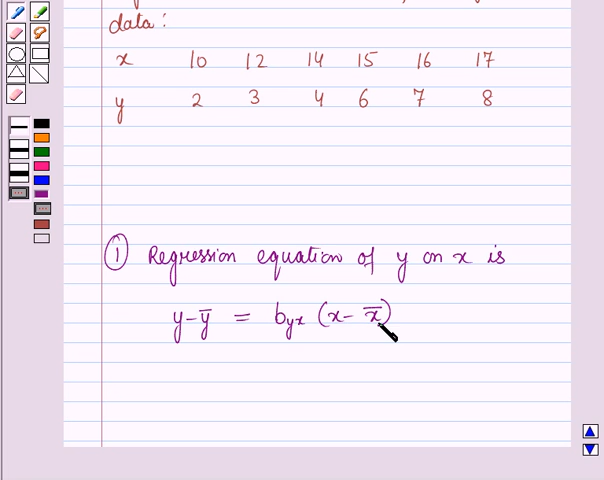 data:
x 10 12 14 15 16 17
y 2 3 4 6 7 8
① Regression equation of y on x is
y - ȳ = byx (x - x̄)